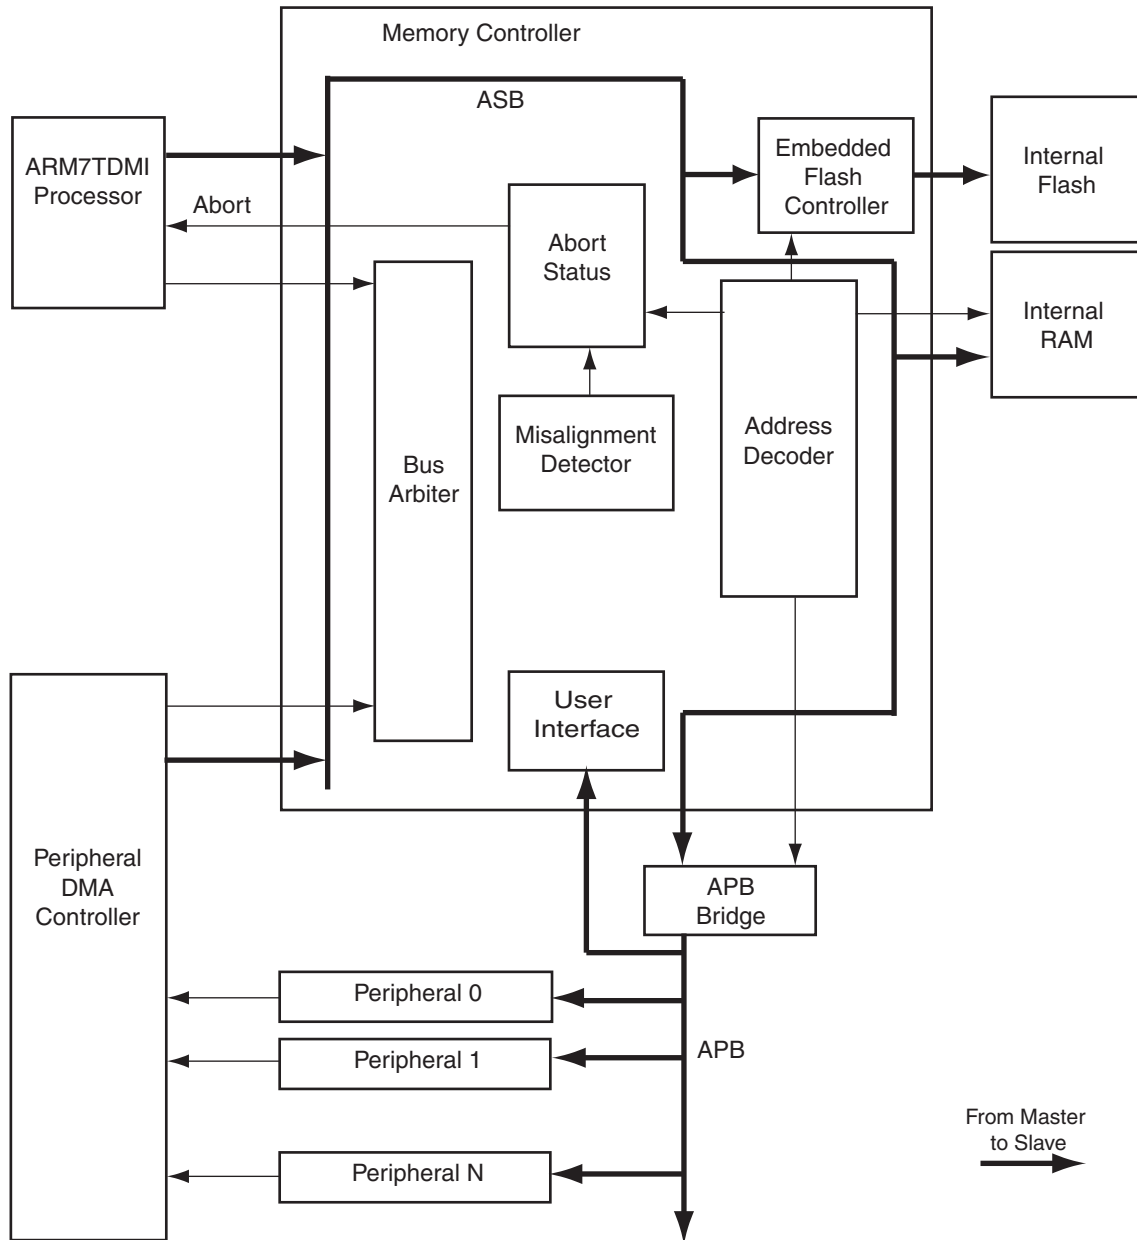 Memory Controller
ASB
ARM7TDMI
Processor
Abort
Abort
Status
Embedded
Flash
Controller
Internal
Flash
Internal
RAM
Bus
Arbiter
Misalignment
Detector
Address
Decoder
User
Interface
Peripheral
DMA
Controller
APB
Bridge
Peripheral 0
Peripheral 1
APB
Peripheral N
From Master
to Slave